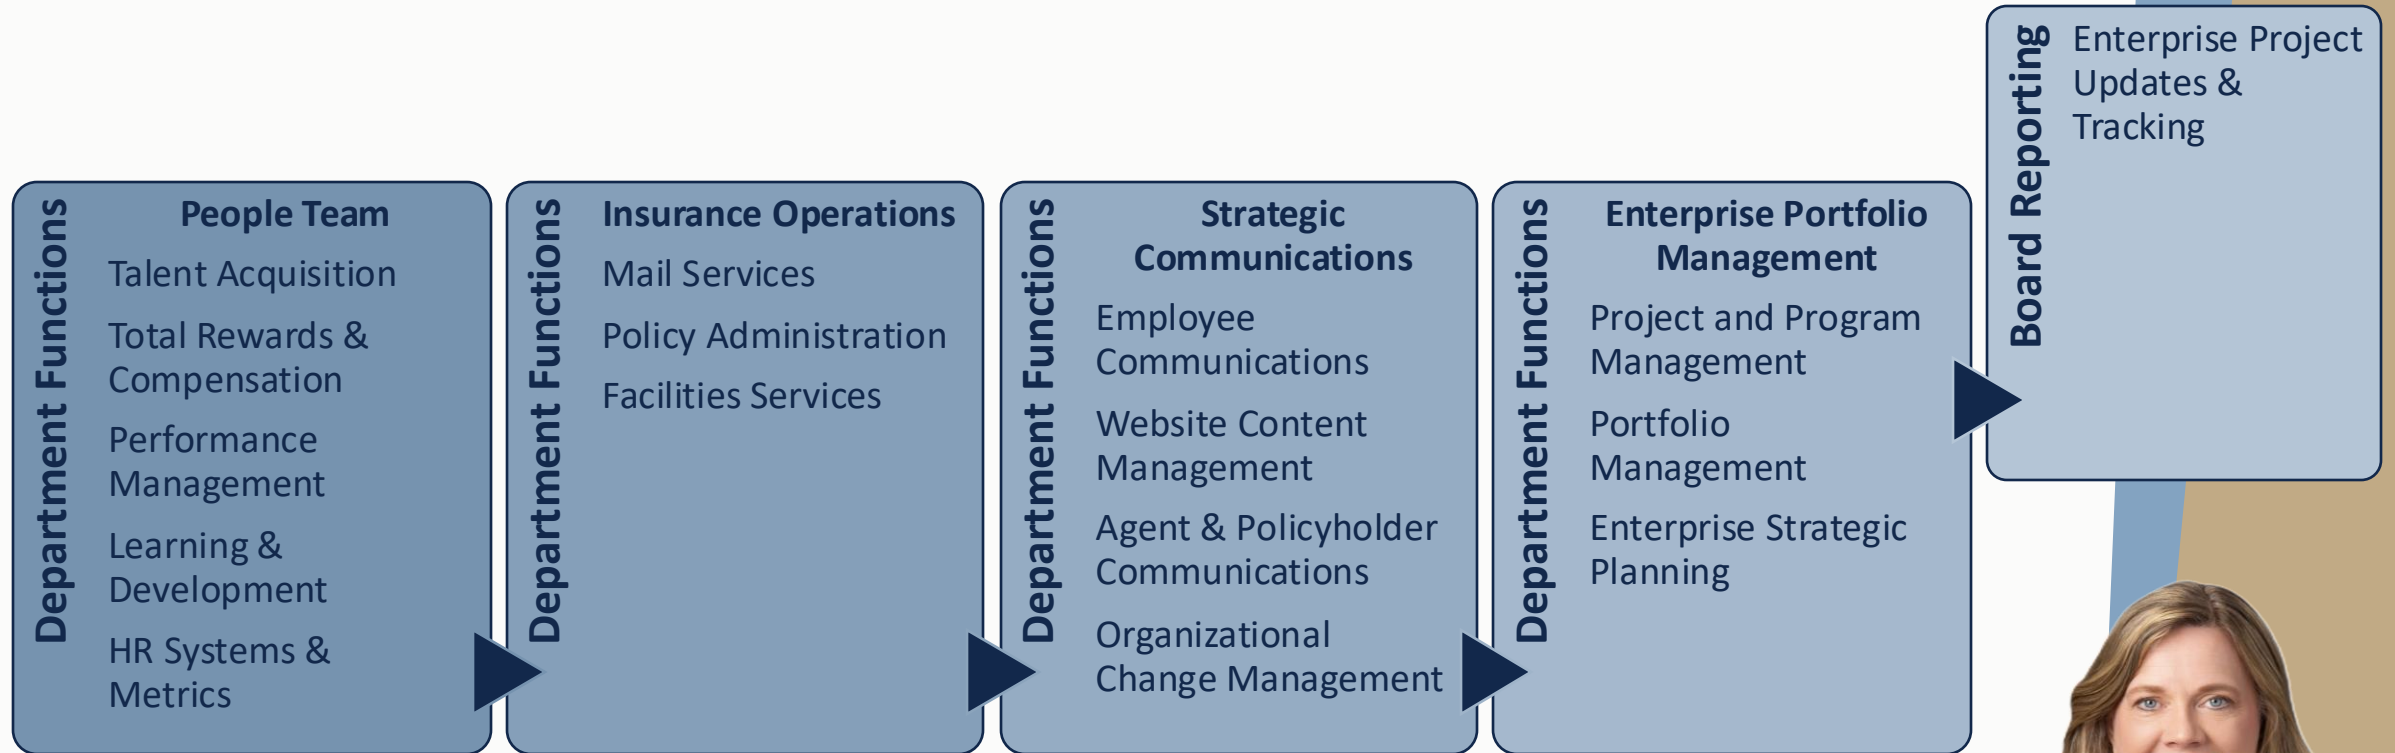 Department Functions
People Team
Talent Acquisition
Total Rewards &
Compensation
Performance
Management
Learning &
Development
HR Systems &
Metrics
Department Functions
Insurance Operations
Mail Services
Policy Administration
Facilities Services
Department Functions
Strategic
Communications
Employee
Communications
Website Content
Management
Agent & Policyholder
Communications
Organizational
Change Management
Department Functions
Enterprise Portfolio
Management
Project and Program
Management
Portfolio
Management
Enterprise Strategic
Planning
Board Reporting
Enterprise Project
Updates &
Tracking